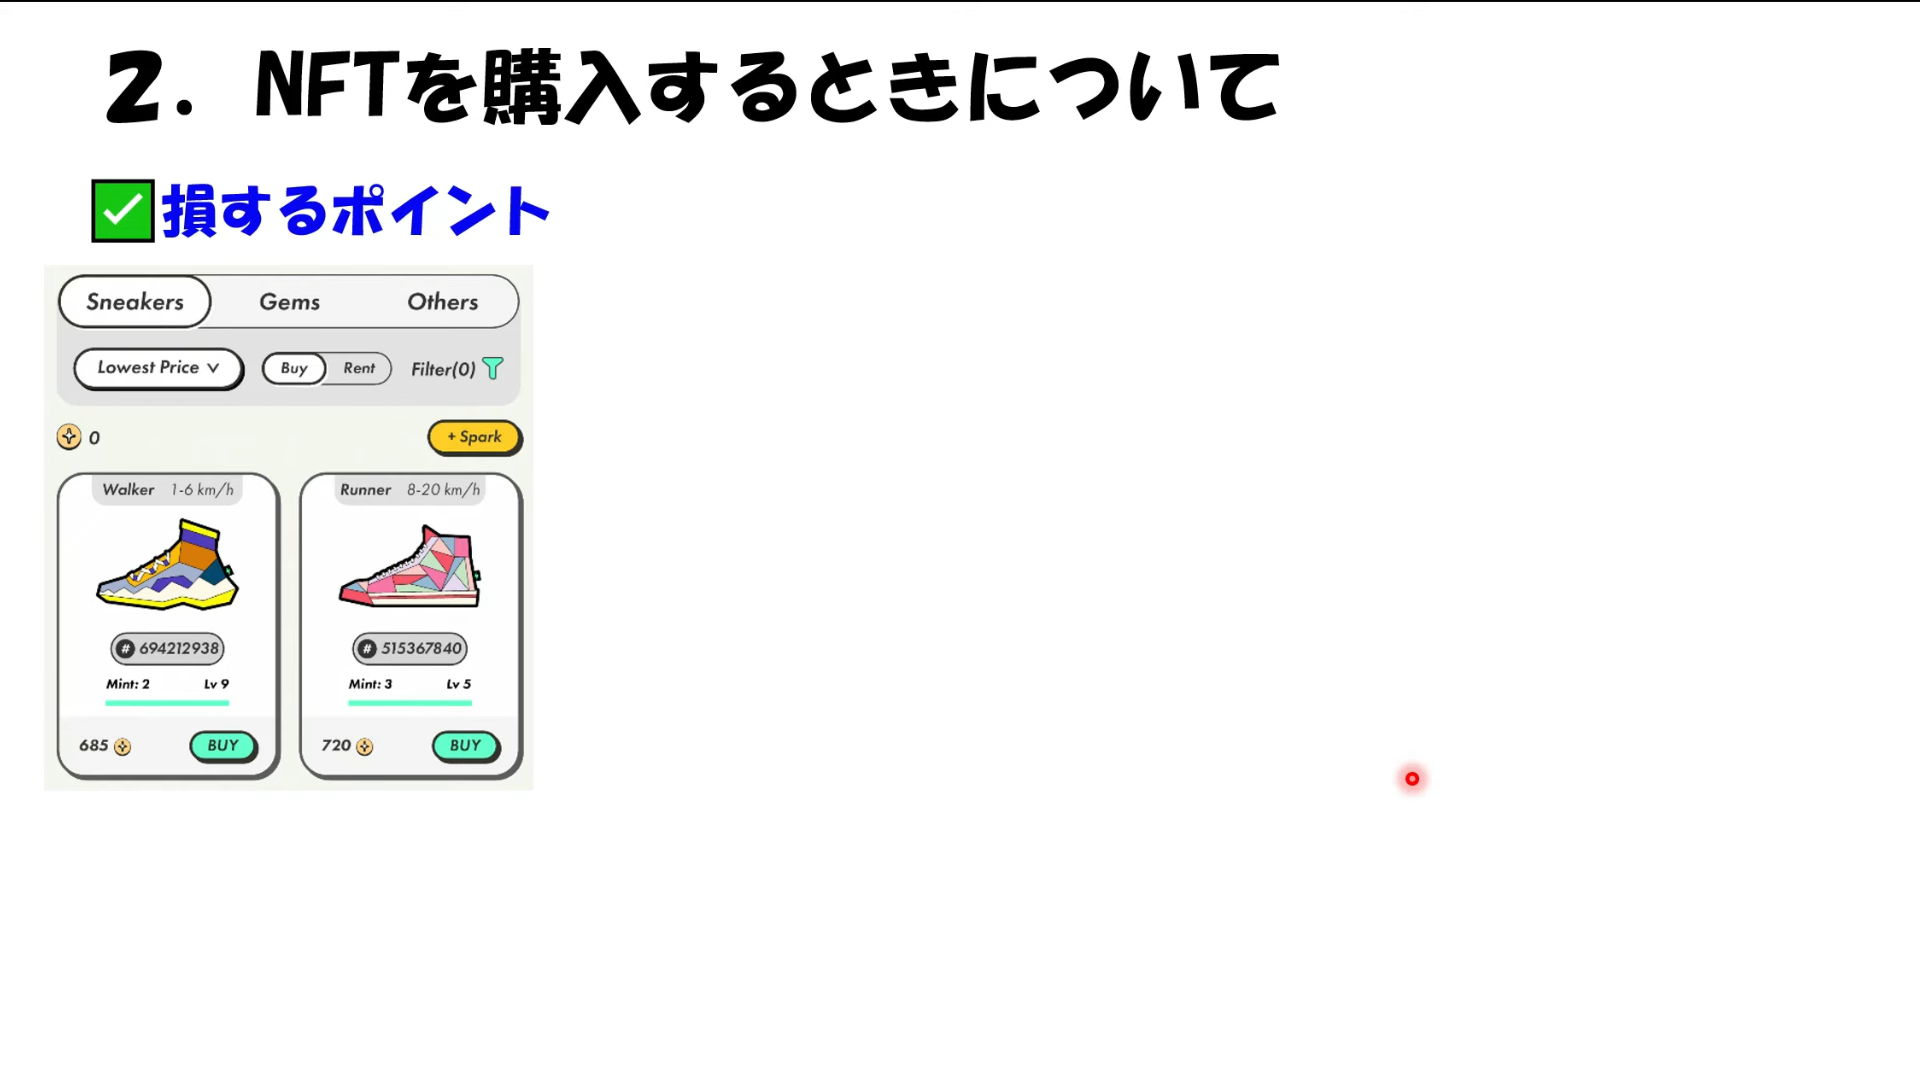 ２．NFTを購入するときについて
✅損するポイント
Sneakers Gems Others
Lowest Price ∨ Buy Rent Filter(0)
0 + Spark
Walker 1-6 km/h Runner 8-20 km/h
# 694212938 # 515367840
Mint: 2 Lv 9 Mint: 3 Lv 5
685 BUY 720 BUY